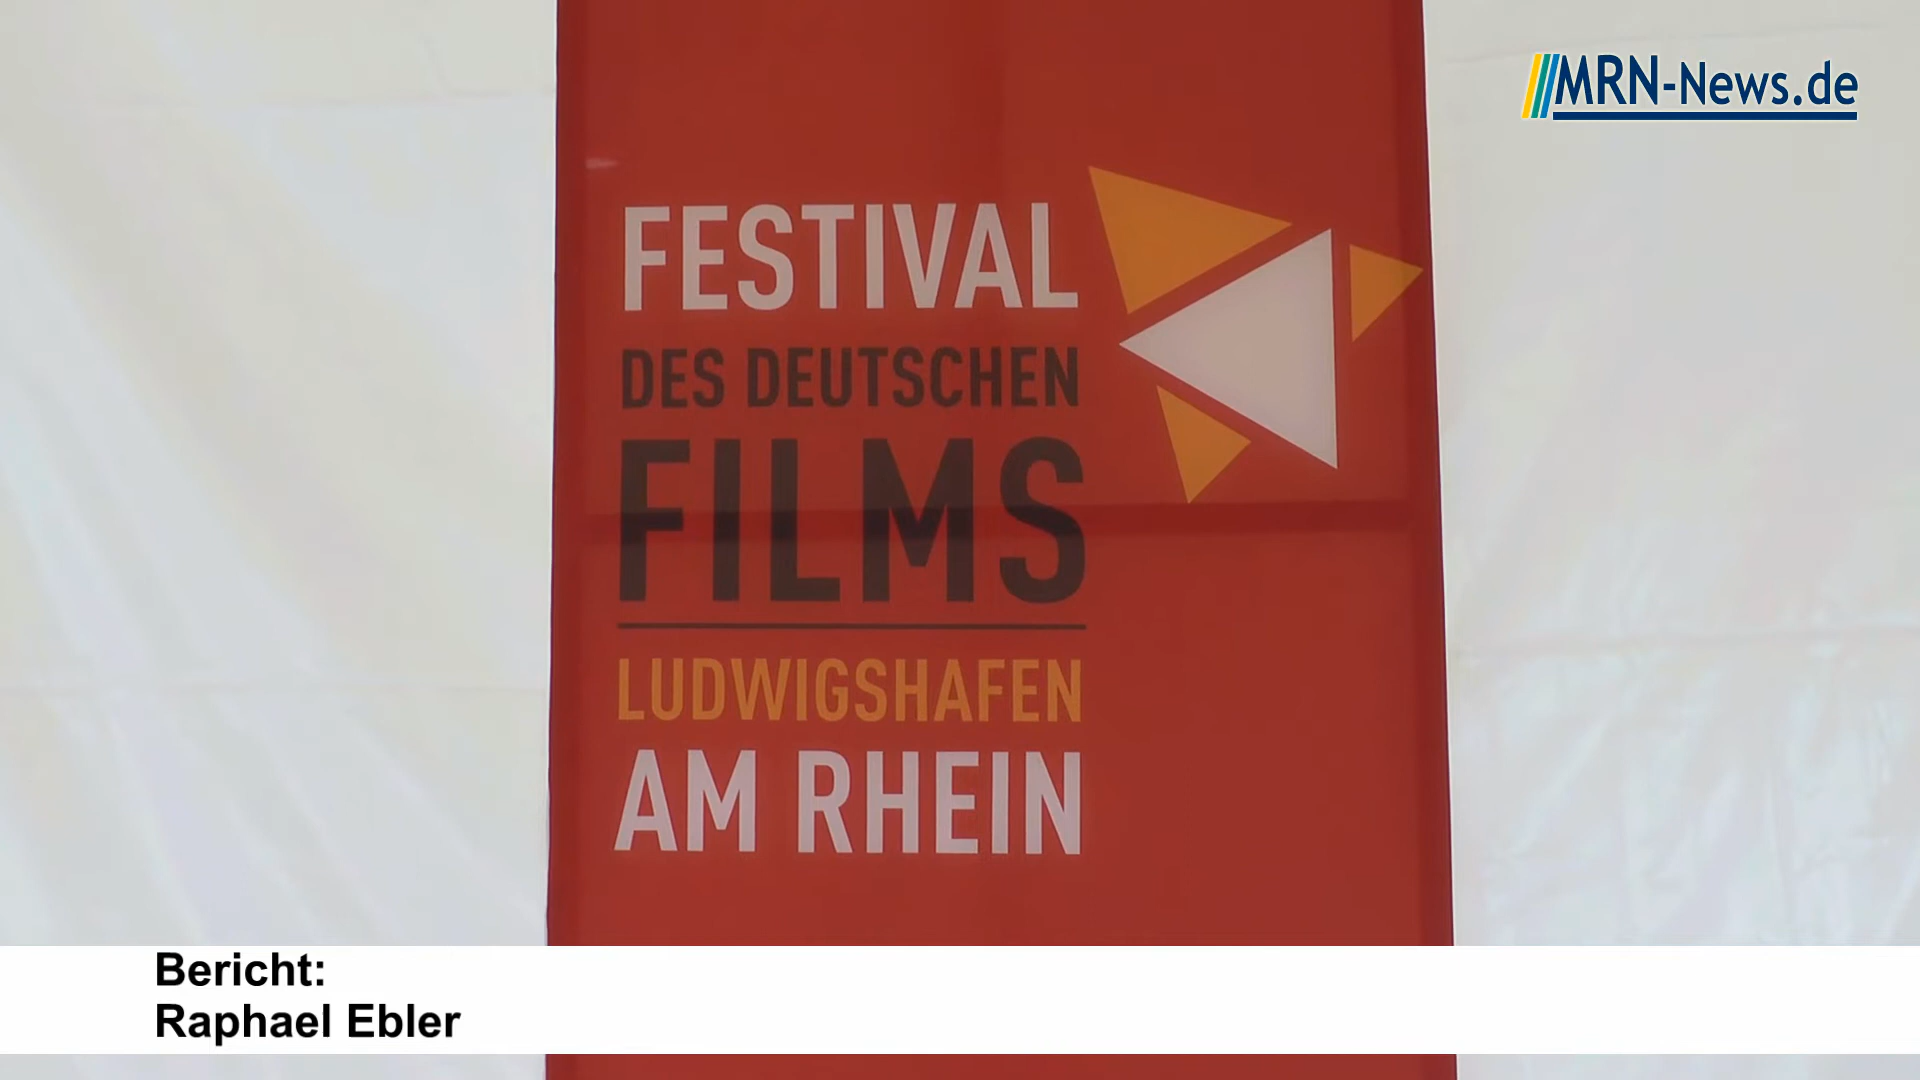 MRN-News.de
FESTIVAL
DES DEUTSCHEN
FILMS
LUDWIGSHAFEN
AM RHEIN
Bericht:
Raphael Ebler